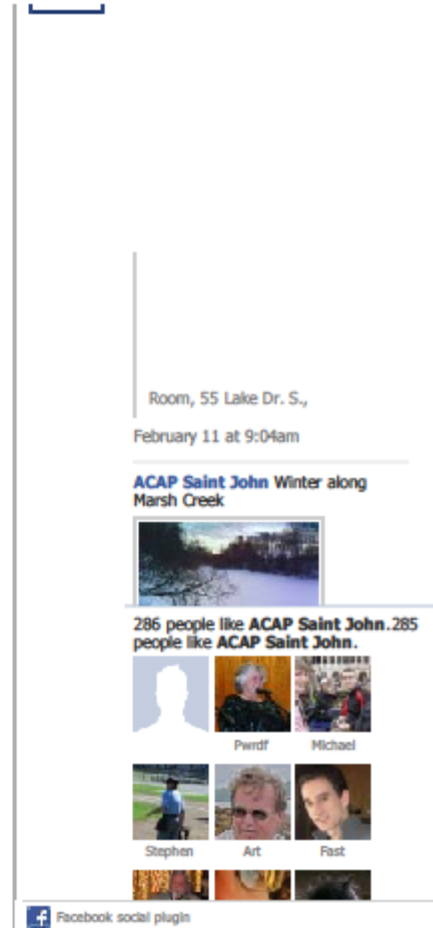 Room, 55 Lake Dr. S.,
February 11 at 9:04am
ACAP Saint John Winter along
Marsh Creek
286 people like ACAP Saint John.285
people like ACAP Saint John.
Pwrdf Michael
Stephen Art Fast
Facebook social plugin